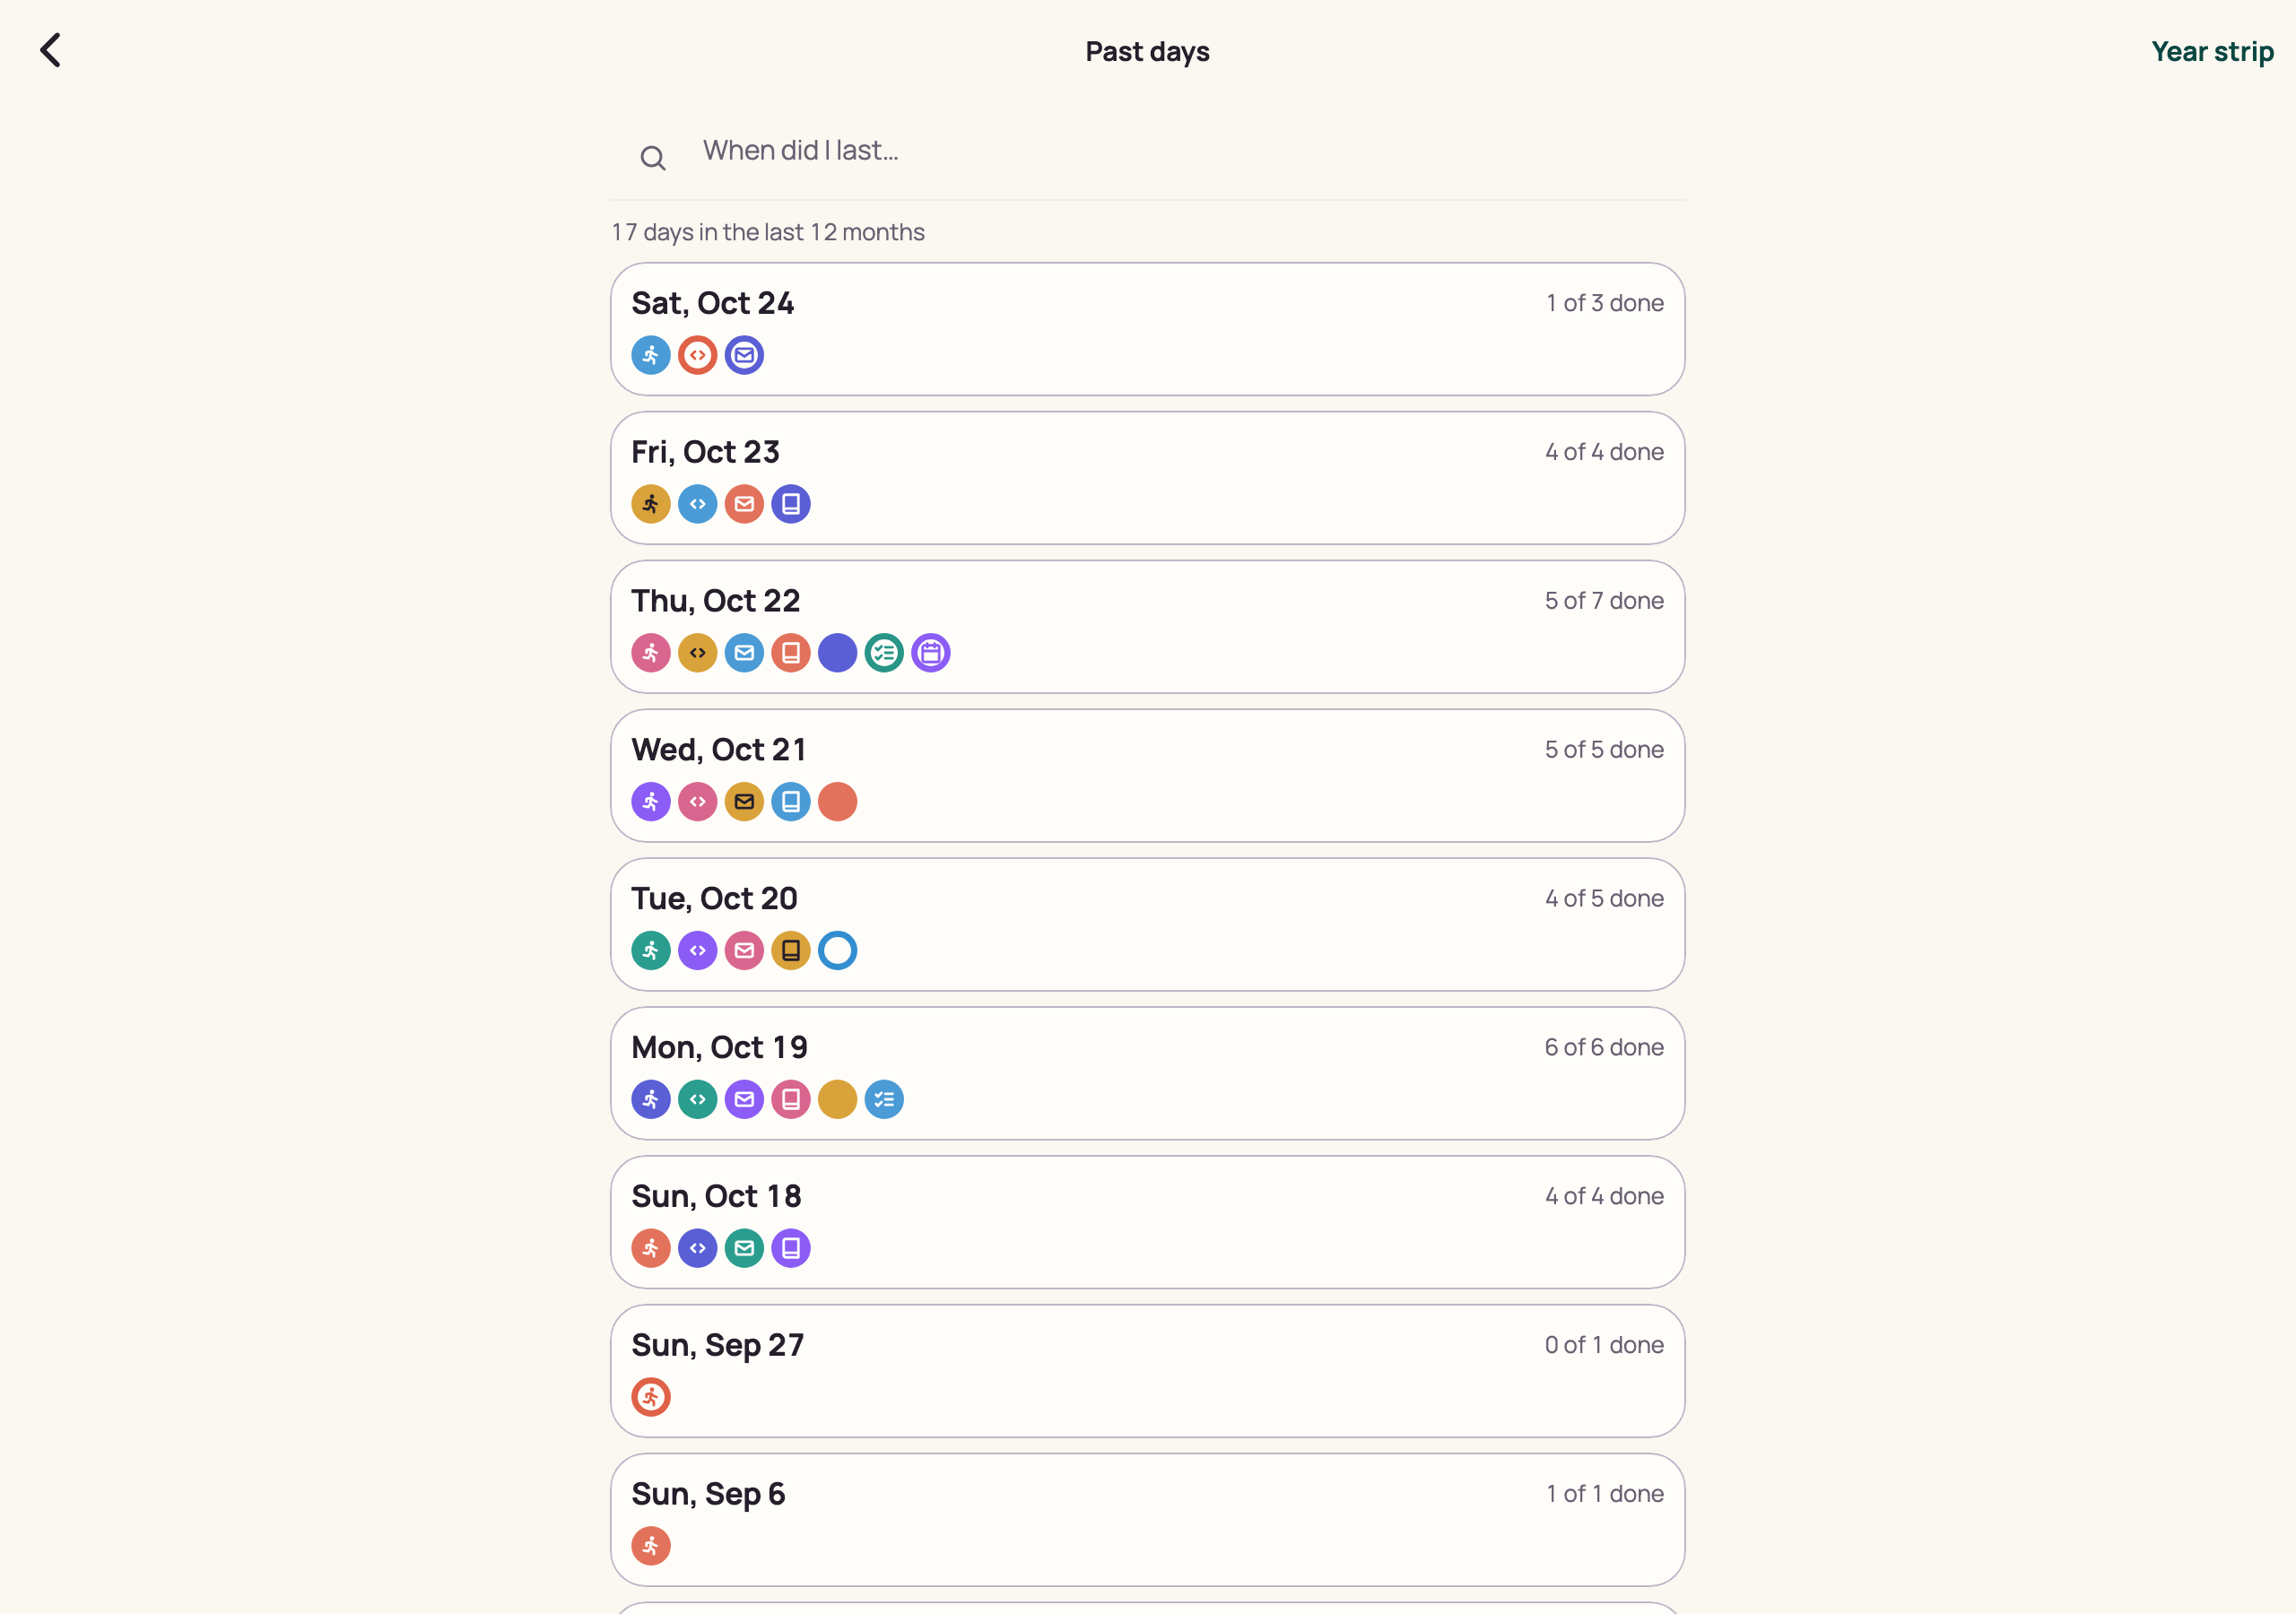 Past days
Year strip
When did I last...
17 days in the last 12 months
Sat, Oct 24
1 of 3 done
Fri, Oct 23
4 of 4 done
Thu, Oct 22
5 of 7 done
Wed, Oct 21
5 of 5 done
Tue, Oct 20
4 of 5 done
Mon, Oct 19
6 of 6 done
Sun, Oct 18
4 of 4 done
Sun, Sep 27
0 of 1 done
Sun, Sep 6
1 of 1 done